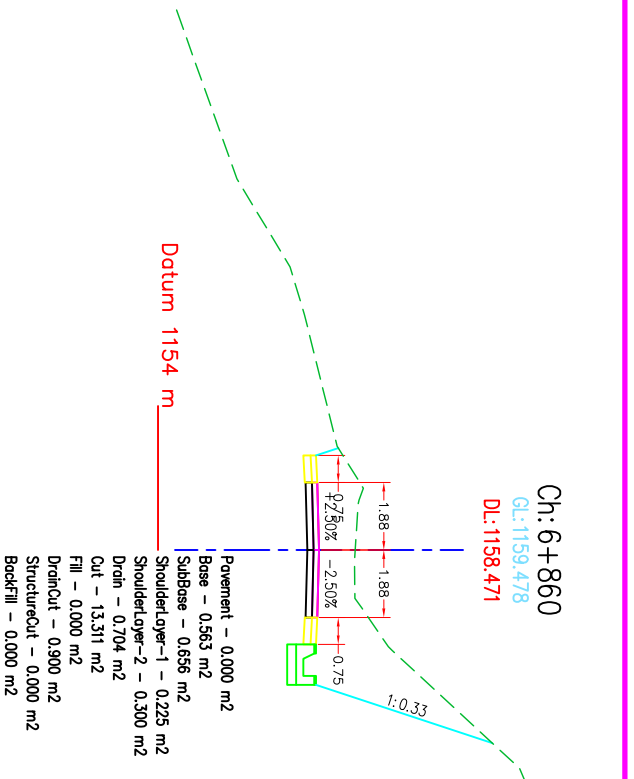 Ch: 6+860
GL:1159.478
DL:1158.471
1.88
1.88
0.75
+2.50%
-2.50%
0.75
1:0.33
Datum 1154 m
Pavement - 0.000 m2
Base - 0.563 m2
SubBase - 0.656 m2
ShoulderLayer-1 - 0.225 m2
ShoulderLayer-2 - 0.300 m2
Drain - 0.704 m2
Cut - 13.311 m2
Fill - 0.000 m2
DrainCut - 0.900 m2
StructureCut - 0.000 m2
BackFill - 0.000 m2